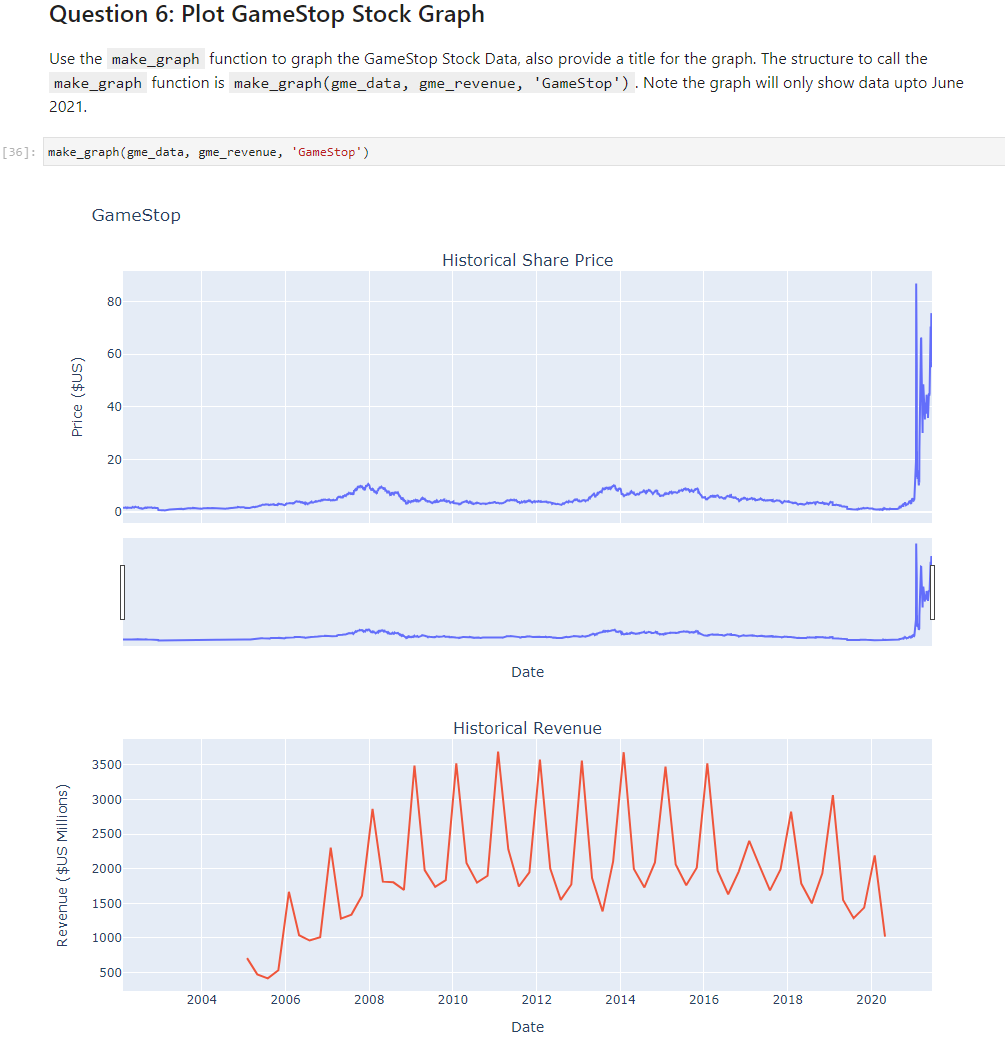 Question 6: Plot GameStop Stock Graph
Use the make_graph function to graph the GameStop Stock Data, also provide a title for the graph. The structure to call the
make_graph function is make_graph(gme_data, gme_revenue, 'GameStop'). Note the graph will only show data upto June
2021.
[36]: make_graph(gme_data, gme_revenue, 'GameStop')
GameStop
Historical Share Price
80
60
40
20
0
Price ($US)
Date
Historical Revenue
3500
3000
2500
2000
1500
1000
500
Revenue ($US Millions)
2004 2006 2008 2010 2012 2014 2016 2018 2020
Date